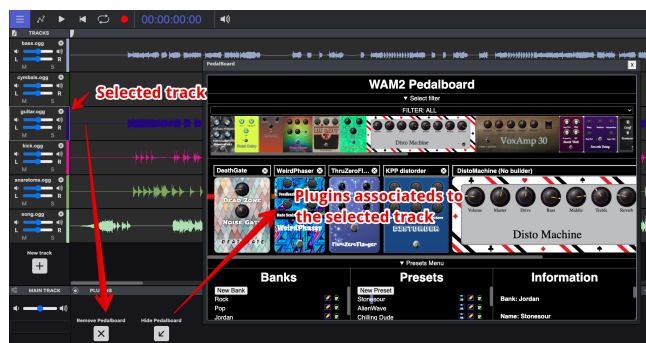 00:00:00:00
TRACKS
bass.ogg
L R
M S
cymbals.ogg
L R
M S
guitar.ogg
L R
M S
kick.ogg
L R
M S
snaretoms.ogg
L R
M S
song.ogg
L R
M S
New track
MAIN TRACK
Selected track
PedalBoard
X
WAM2 Pedalboard
▼ Select filter
FILTER: ALL
Disto Machine
VoxAmp 30
DeathGate
WeirdPhaser
ThruZeroFl...
KPP distorder
DistoMachine (No builder)
DEAD ZONE
NOISE GATE
DEATHGATE
WeirdPhaser
ThruZeroFlanger
DISTORDER
Volume Master Drive Bass Middle Treble Reverb
Disto Machine
Plugins associateds to
the selected track
▼ Presets Menu
Banks
New Bank
Rock
Pop
Jordan
Presets
New Preset
Stonesour
AlienWave
Chilling Dude
Information
Bank: Jordan
Name: Stonesour
Remove Pedalboard
Hide Pedalboard